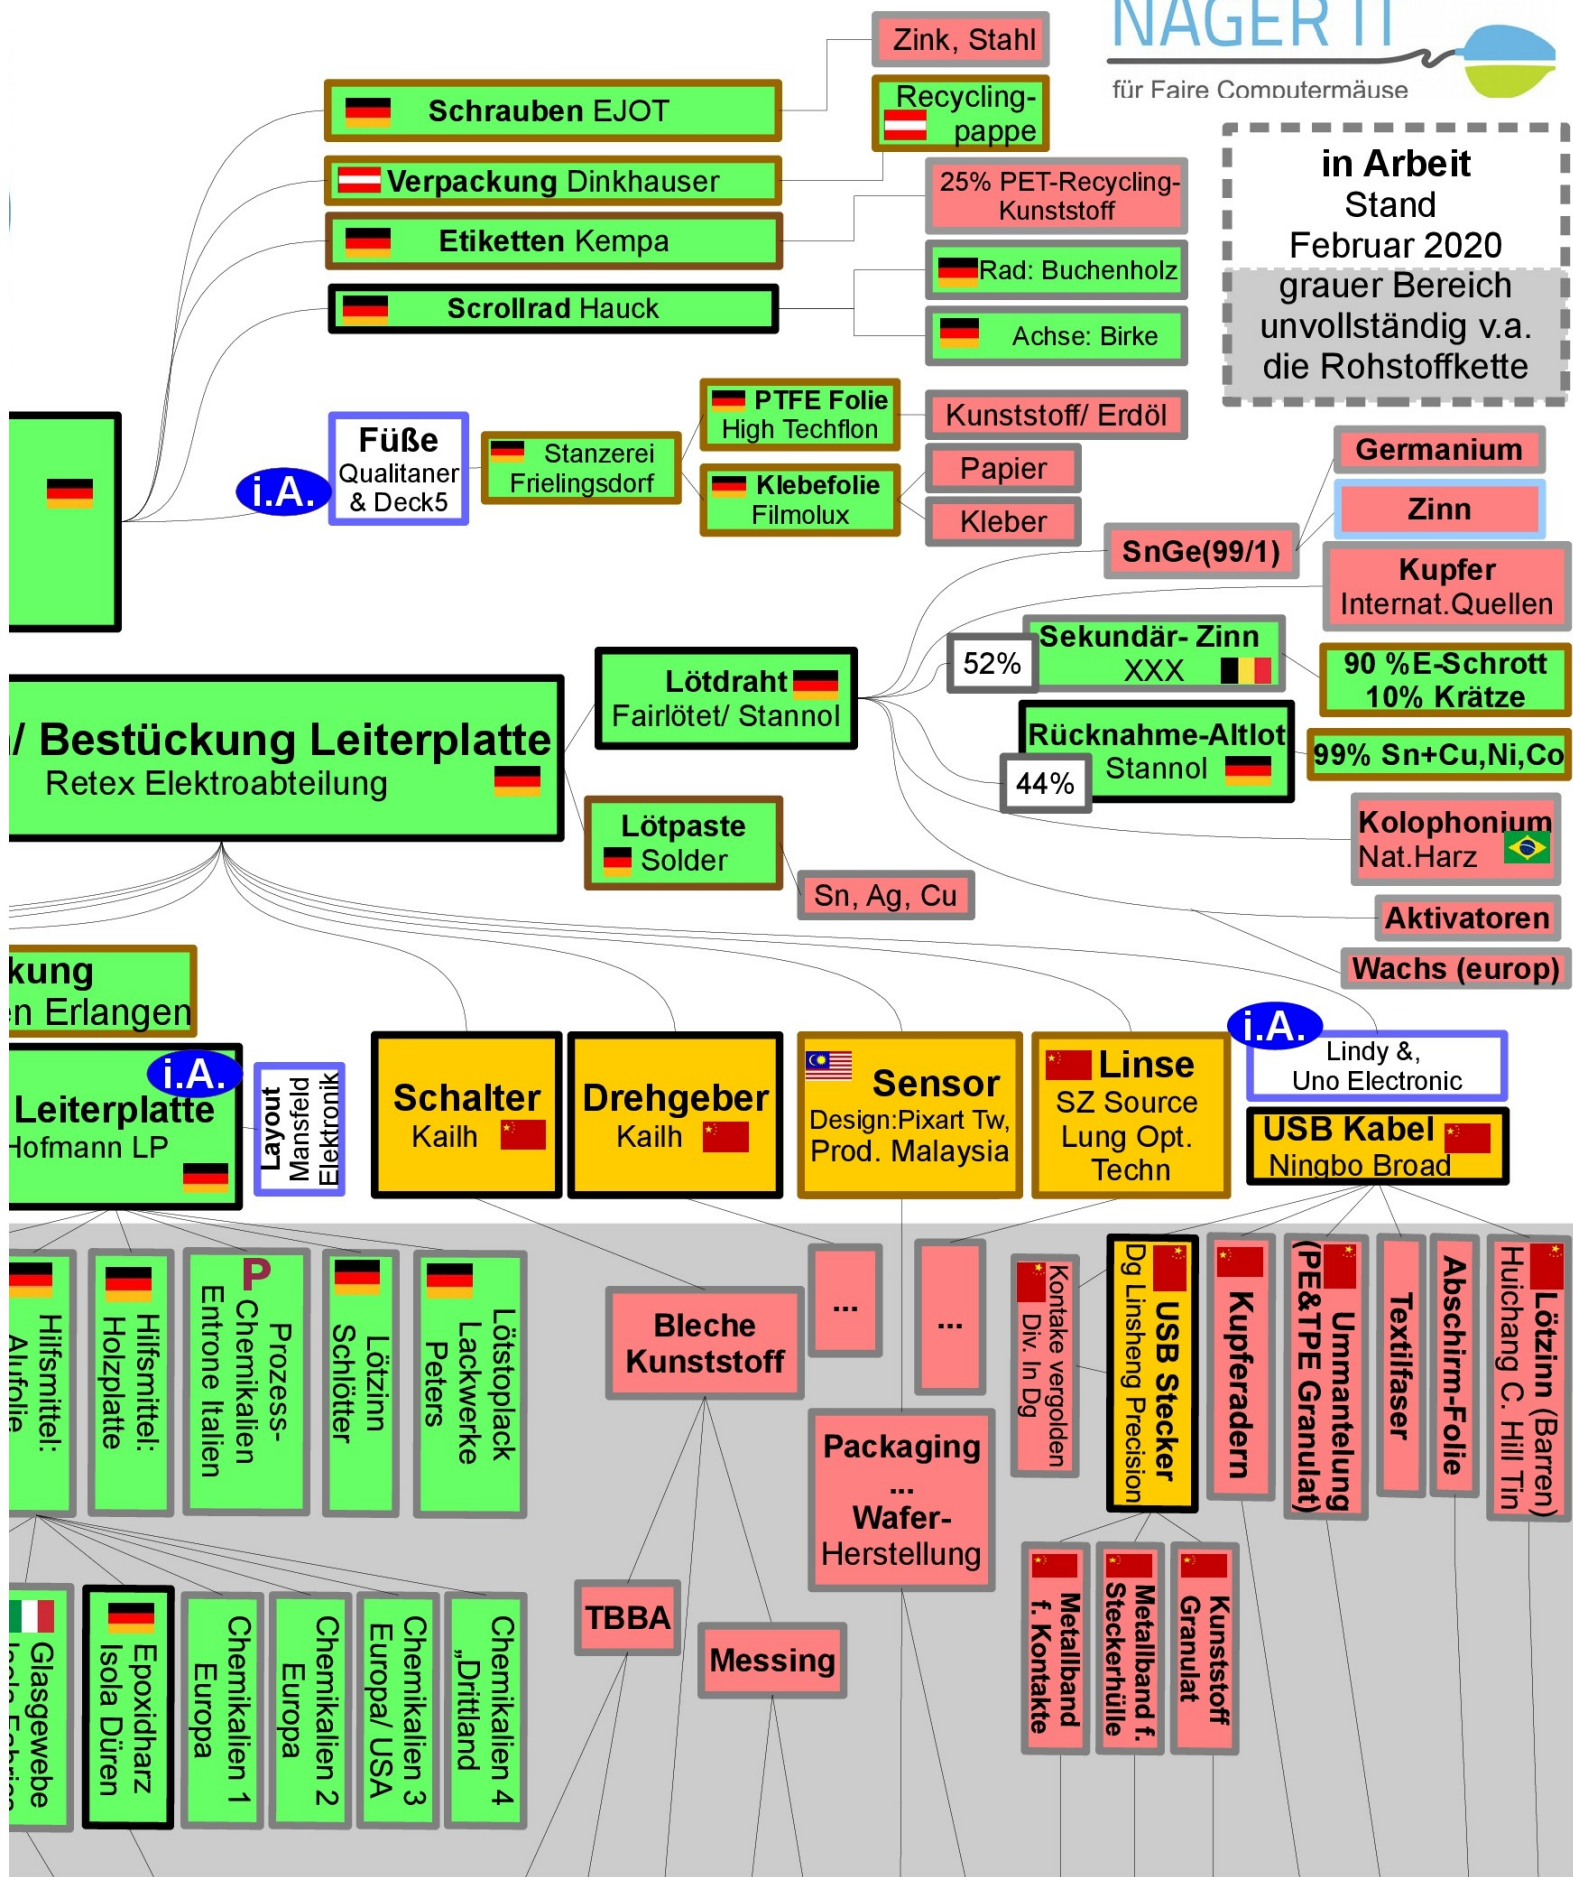 NAGER IT
für Faire Computermäuse
in Arbeit
Stand
Februar 2020
grauer Bereich
unvollständig v.a.
die Rohstoffkette
Zink, Stahl
Schrauben EJOT
Recycling-
pappe
Verpackung Dinkhauser
25% PET-Recycling-
Kunststoff
Etiketten Kempa
Rad: Buchenholz
Scrollrad Hauck
Achse: Birke
i.A.
Füße
Qualitaner
& Deck5
Stanzerei
Frielingsdorf
PTFE Folie
High Techflon
Kunststoff/ Erdöl
Klebefolie
Filmolux
Papier
Kleber
Germanium
Zinn
SnGe(99/1)
Kupfer
Internat.Quellen
Sekundär- Zinn
XXX
52%
90 %E-Schrott
10% Krätze
Lötdraht
Fairlötet/ Stannol
Rücknahme-Altlot
Stannol
44%
99% Sn+Cu,Ni,Co
/ Bestückung Leiterplatte
Retex Elektroabteilung
Lötpaste
Solder
Sn, Ag, Cu
Kolophonium
Nat.Harz
Aktivatoren
Wachs (europ)
kung
en Erlangen
i.A.
Leiterplatte
Hofmann LP
Layout
Mansfeld
Elektronik
Schalter
Kailh
Drehgeber
Kailh
Sensor
Design:Pixart Tw,
Prod. Malaysia
Linse
SZ Source
Lung Opt.
Techn
i.A.
Lindy &,
Uno Electronic
USB Kabel
Ningbo Broad
Hilfsmittel:
Alufolie
Hilfsmittel:
Holzplatte
P
Prozess-
Chemikalien
Entrone Italien
Lötzinn
Schlötter
Lötstoplack
Lackwerke
Peters
Bleche
Kunststoff
...
...
Kontake vergolden
Div. In Dg
USB Stecker
Dg Linsheng Precision
Kupferadern
Ummantelung
(PE&TPE Granulat)
Textilfaser
Abschirm-Folie
Lötzinn (Barren)
Huichang C. Hill Tin
Packaging
...
Wafer-
Herstellung
TBBA
Messing
Metallband
f. Kontakte
Metallband f.
Steckerhülle
Kunststoff
Granulat
Glasgewebe
Epoxidharz
Isola Düren
Chemikalien 1
Europa
Chemikalien 2
Europa
Chemikalien 3
Europa/ USA
Chemikalien 4
„Drittland